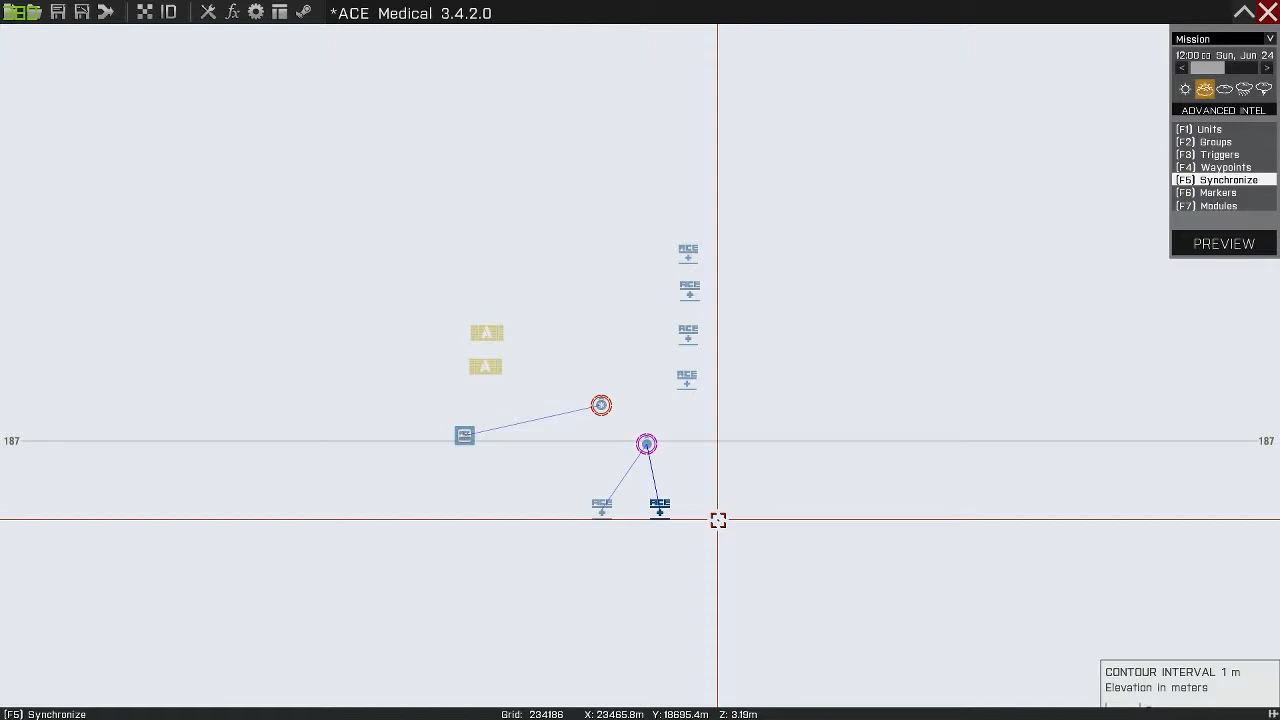 ID
fx
*ACE Medical 3.4.2.0
Mission
12:00 Sun, Jun 24
< >
ADVANCED INTEL
(F1) Units
(F2) Groups
(F3) Triggers
(F4) Waypoints
(F5) Synchronize
(F6) Markers
(F7) Modules
PREVIEW
ACE
ACE
ACE
A
A
ACE
187
187
ACE
ACE
CONTOUR INTERVAL 1 m
Elevation in meters
(F5) Synchronize
Grid: 234186 X: 23465.8m Y: 18695.4m Z: 3.19m